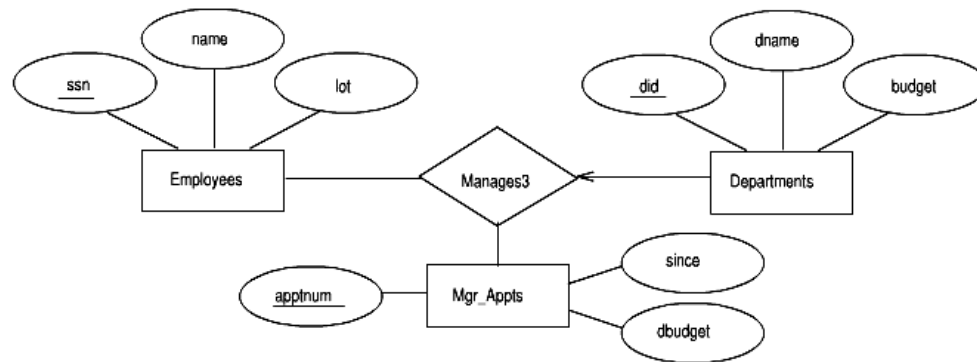 name
ssn
lot
dname
did
budget
Employees
Manages3
Departments
since
apptnum
Mgr_Appts
dbudget